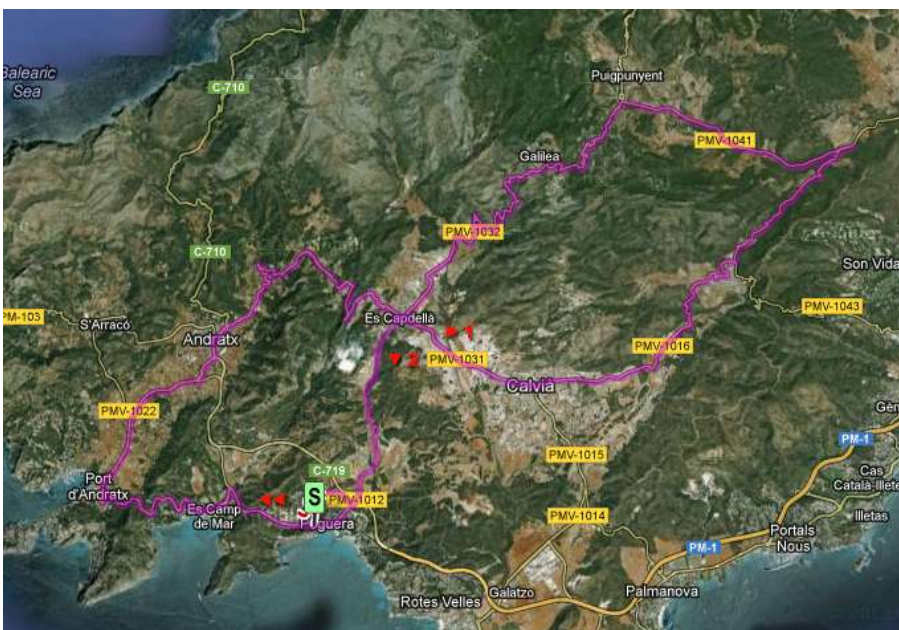 Puigpunyent
Balearic
Sea
C-710
PMV-1041
Galilea
PMV-1032
C-710
Son Vida
PMV-1043
PM-103
S'Arracó
Es Capdellà
Andratx
1
PMV-1016
2
PMV-1031
Calvià
PMV-1022
Gèn
PM-1
PMV-1015
C-719
Port
d'Andratx
S
PMV-1012
Cas
Català-Illete
Es Camp
de Mar
Peguera
PMV-1014
Illetas
Portals
Nous
PM-1
Rotes Velles
Galatzo
Palmanova